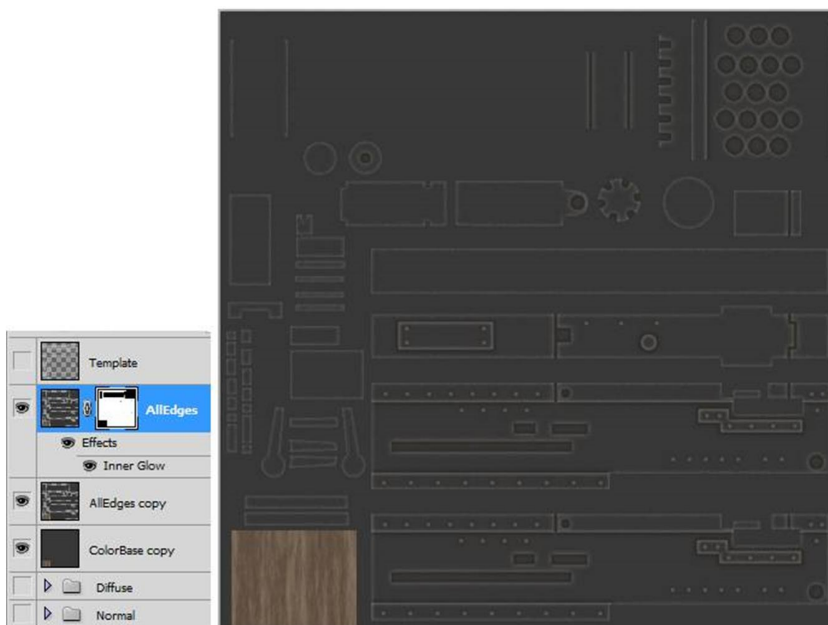 Template
AllEdges
Effects
Inner Glow
AllEdges copy
ColorBase copy
Diffuse
Normal